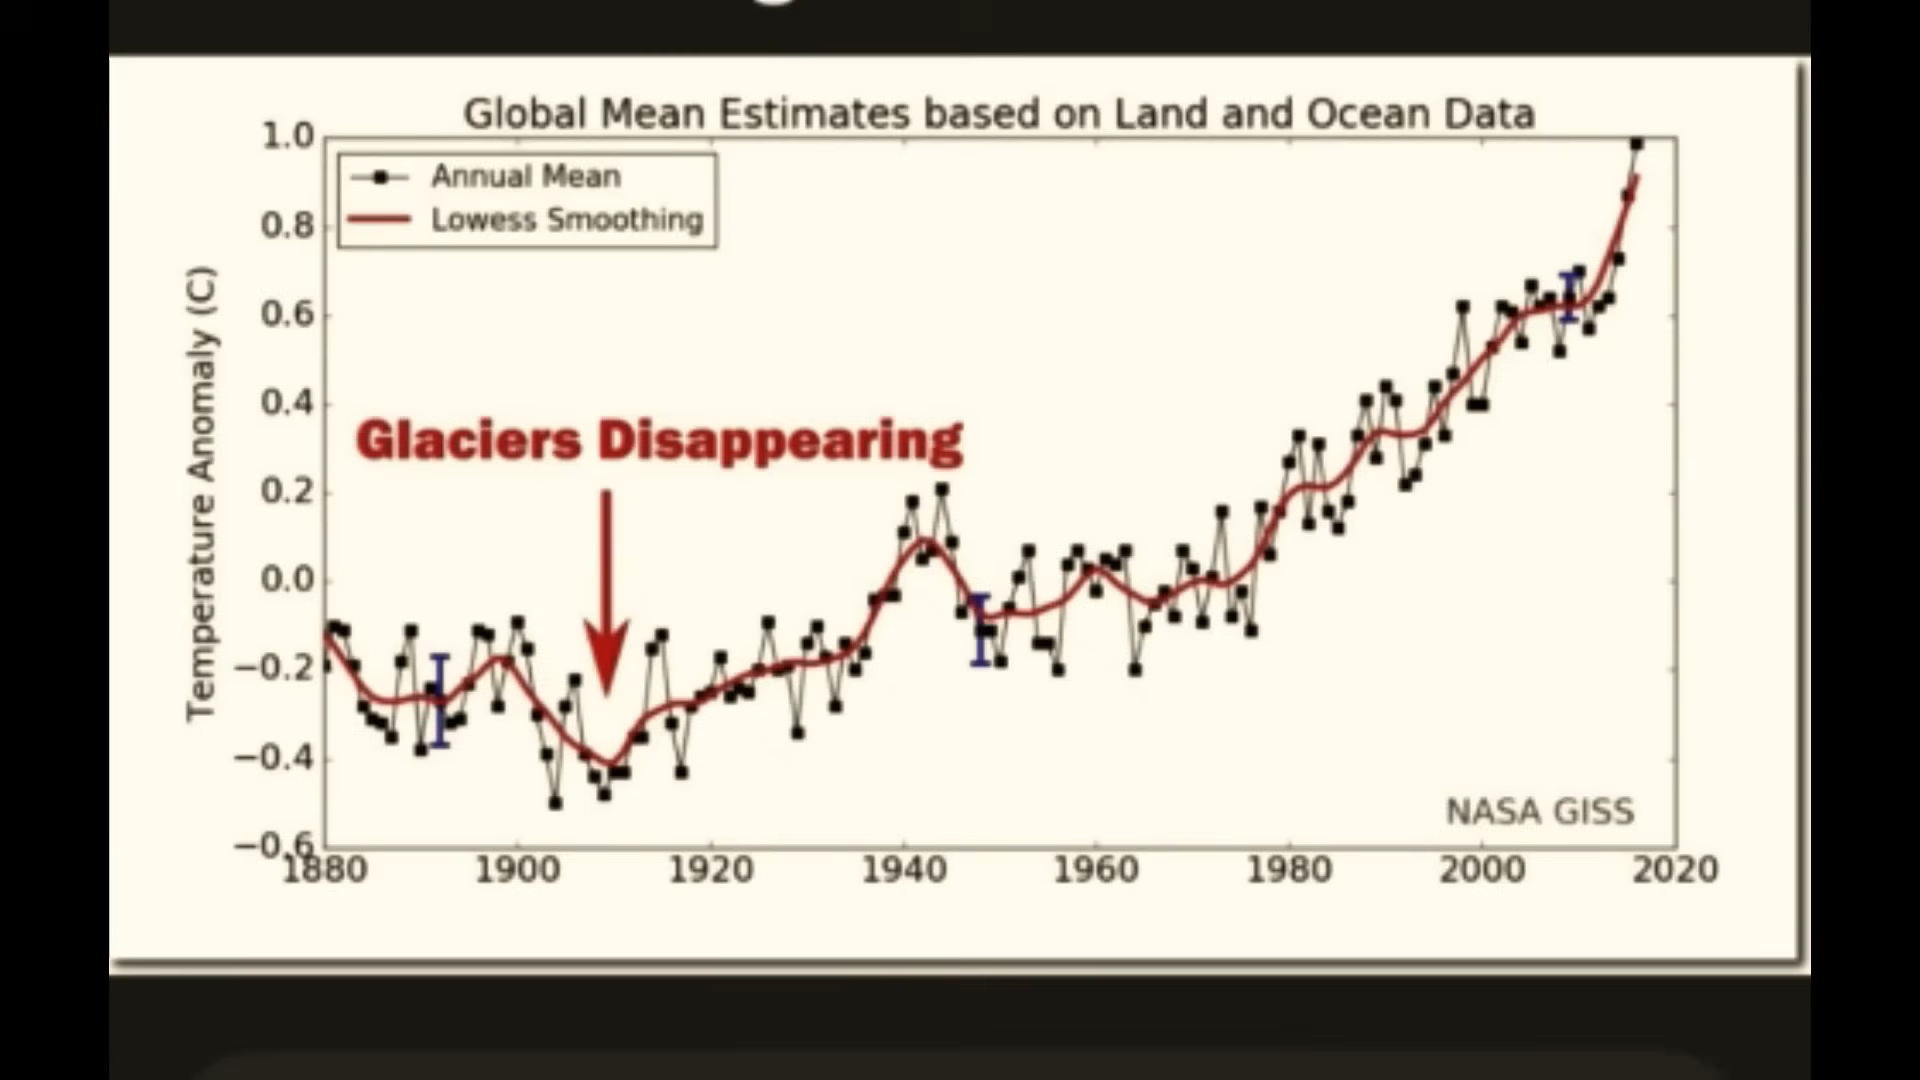 Global Mean Estimates based on Land and Ocean Data
1.0
Annual Mean
Lowess Smoothing
0.8
0.6
0.4
Glaciers Disappearing
0.2
0.0
−0.2
−0.4
−0.6
Temperature Anomaly (C)
NASA GISS
1880 1900 1920 1940 1960 1980 2000 2020